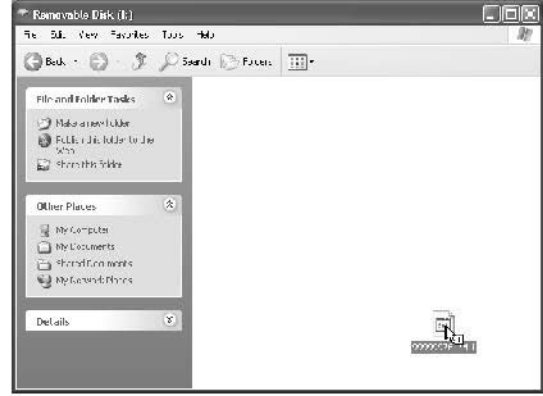 Removable Disk (I:)
File Edit View Favorites Tools Help
Back Search Folders
File and Folder Tasks
Make a new folder
Publish this folder to the
Web
Share this folder
Other Places
My Computer
My Documents
Shared Documents
My Network Places
Details